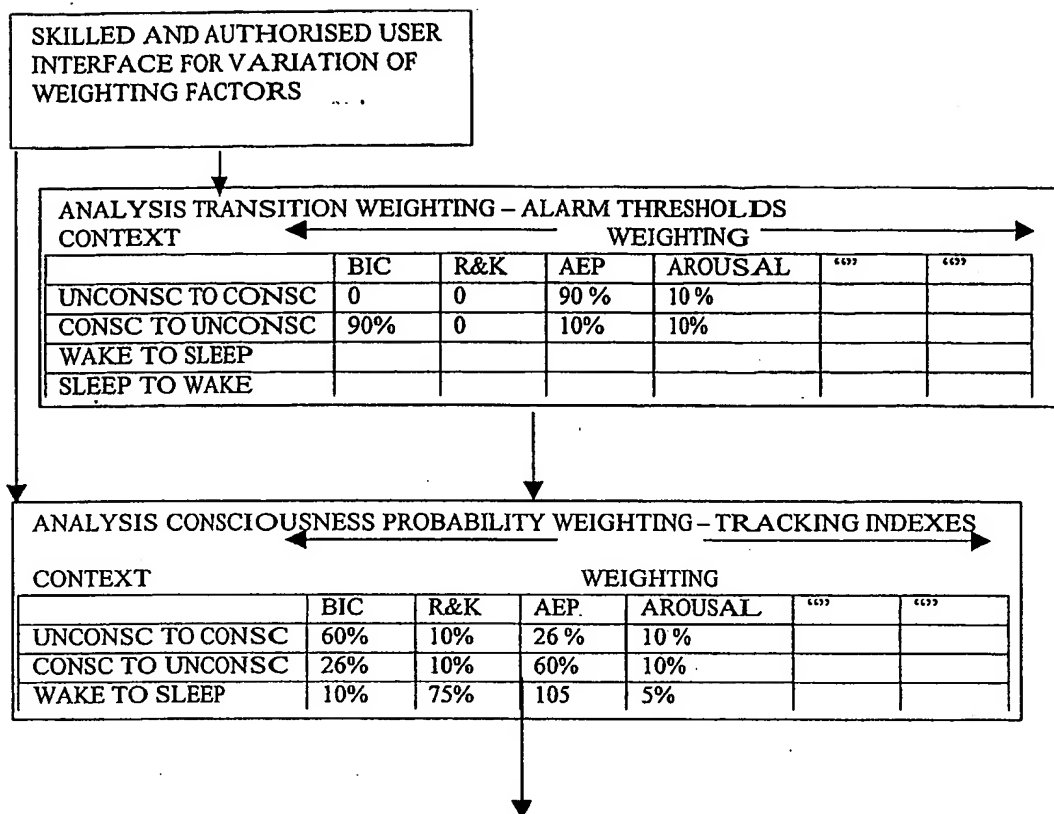 SKILLED AND AUTHORISED USER
INTERFACE FOR VARIATION OF
WEIGHTING FACTORS
ANALYSIS TRANSITION WEIGHTING – ALARM THRESHOLDS
CONTEXT WEIGHTING
BIC R&K AEP AROUSAL “” “”
UNCONSC TO CONSC 0 0 90 % 10 %
CONSC TO UNCONSC 90% 0 10% 10%
WAKE TO SLEEP
SLEEP TO WAKE
ANALYSIS CONSCIOUSNESS PROBABILITY WEIGHTING – TRACKING INDEXES
CONTEXT WEIGHTING
BIC R&K AEP. AROUSAL “” “”
UNCONSC TO CONSC 60% 10% 26 % 10 %
CONSC TO UNCONSC 26% 10% 60% 10%
WAKE TO SLEEP 10% 75% 105 5%